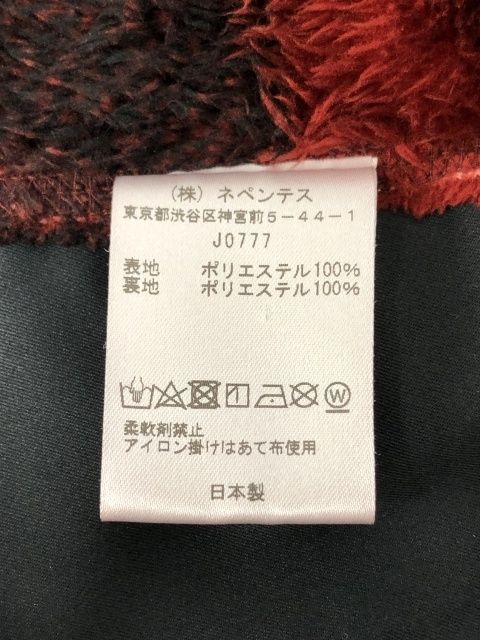 （株）ネペンテス
東京都渋谷区神宮前５－４４－１
J0777
表地 ポリエステル100%
裏地 ポリエステル100%
W
柔軟剤禁止
アイロン掛けはあて布使用
日本製